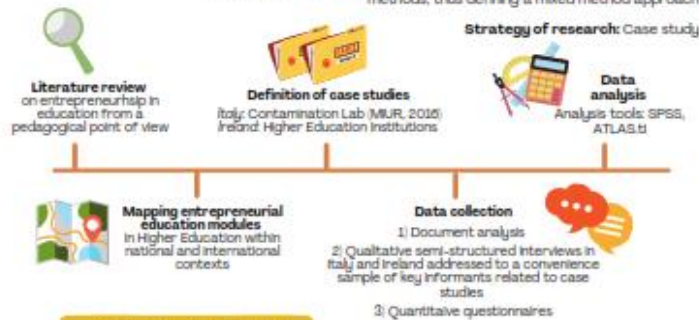 methods, thus defining a mixed method approach
Strategy of research: Case study
Literature review
on entrepreneurhsip in
education from a
pedagogical point of view
Definition of case studies
Italy: Contamination Lab (MIUR, 2016)
Ireland: Higher Education Institutions
Data
analysis
Analysis tools: SPSS,
ATLAS.ti
Mapping entrepreneurial
education modules
in Higher Education within
national and international
contexts
Data collection
1) Document analysis
2) Qualitative semi-structured interviews in
Italy and Ireland addressed to a convenience
sample of key informants related to case
studies
3) Quantitaive questionnaires